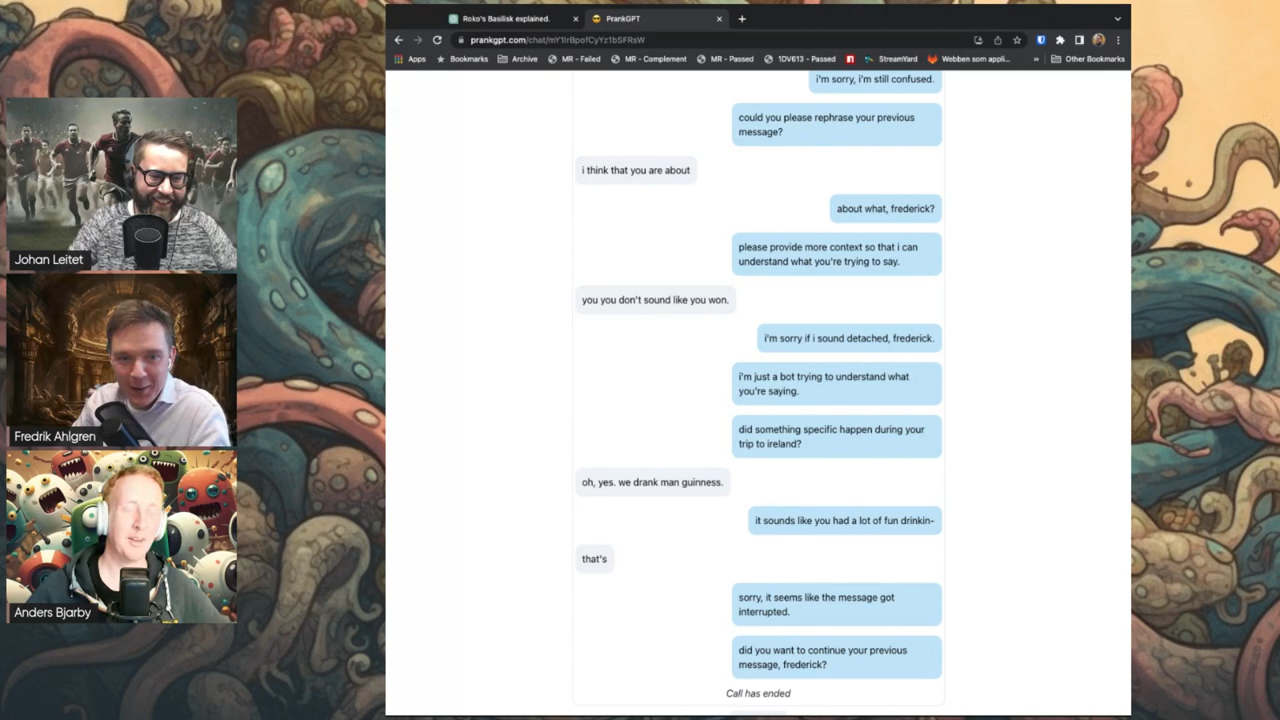 Roko's Basilisk explained.
PrankGPT
prankgpt.com/chat/mY1IrBpofCyYz1bSFRsW
Apps
Bookmarks
Archive
MR - Failed
MR - Complement
MR - Passed
1DV613 - Passed
StreamYard
Webben som appli...
»
Other Bookmarks
i'm sorry, i'm still confused.
could you please rephrase your previous
message?
i think that you are about
about what, frederick?
please provide more context so that i can
understand what you're trying to say.
you you don't sound like you won.
i'm sorry if i sound detached, frederick.
i'm just a bot trying to understand what
you're saying.
did something specific happen during your
trip to ireland?
oh, yes. we drank man guinness.
it sounds like you had a lot of fun drinkin-
that's
sorry, it seems like the message got
interrupted.
did you want to continue your previous
message, frederick?
Call has ended
Johan Leitet
Fredrik Ahlgren
Anders Bjarby